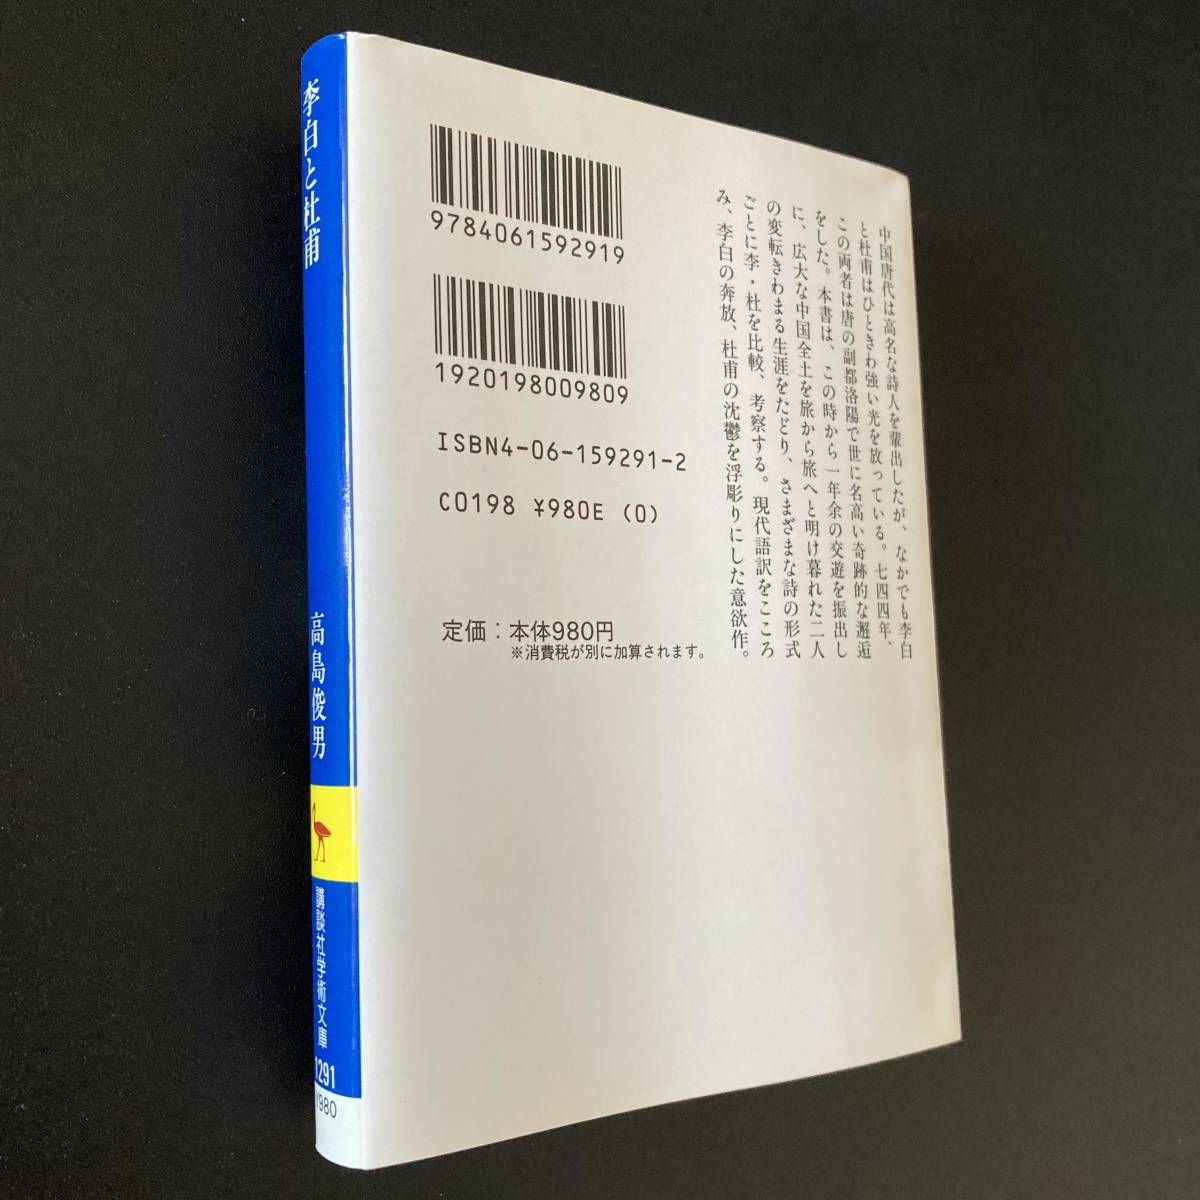 李白と杜甫
高島俊男
講談社学術文庫
1291
¥980
9784061592919
1920198009809
ISBN4-06-159291-2
C0198 ¥980E (0)
定価：本体980円
※消費税が別に加算されます。
中国唐代は高名な詩人を輩出したが、なかでも李白
と杜甫はひときわ強い光を放っている。七四四年、
この両者は唐の副都洛陽で世に名高い奇跡的な邂逅
をした。本書は、この時から一年余の交遊を振出し
に、広大な中国全土を旅から旅へと明け暮れた二人
の変転きわまる生涯をたどり、さまざまな詩の形式
ごとに李・杜を比較、考察する。現代語訳をこころ
み、李白の奔放、杜甫の沈鬱を浮彫りにした意欲作。